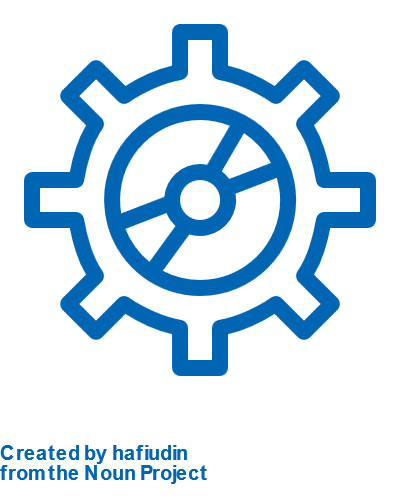 Created by hafiudin
from the Noun Project